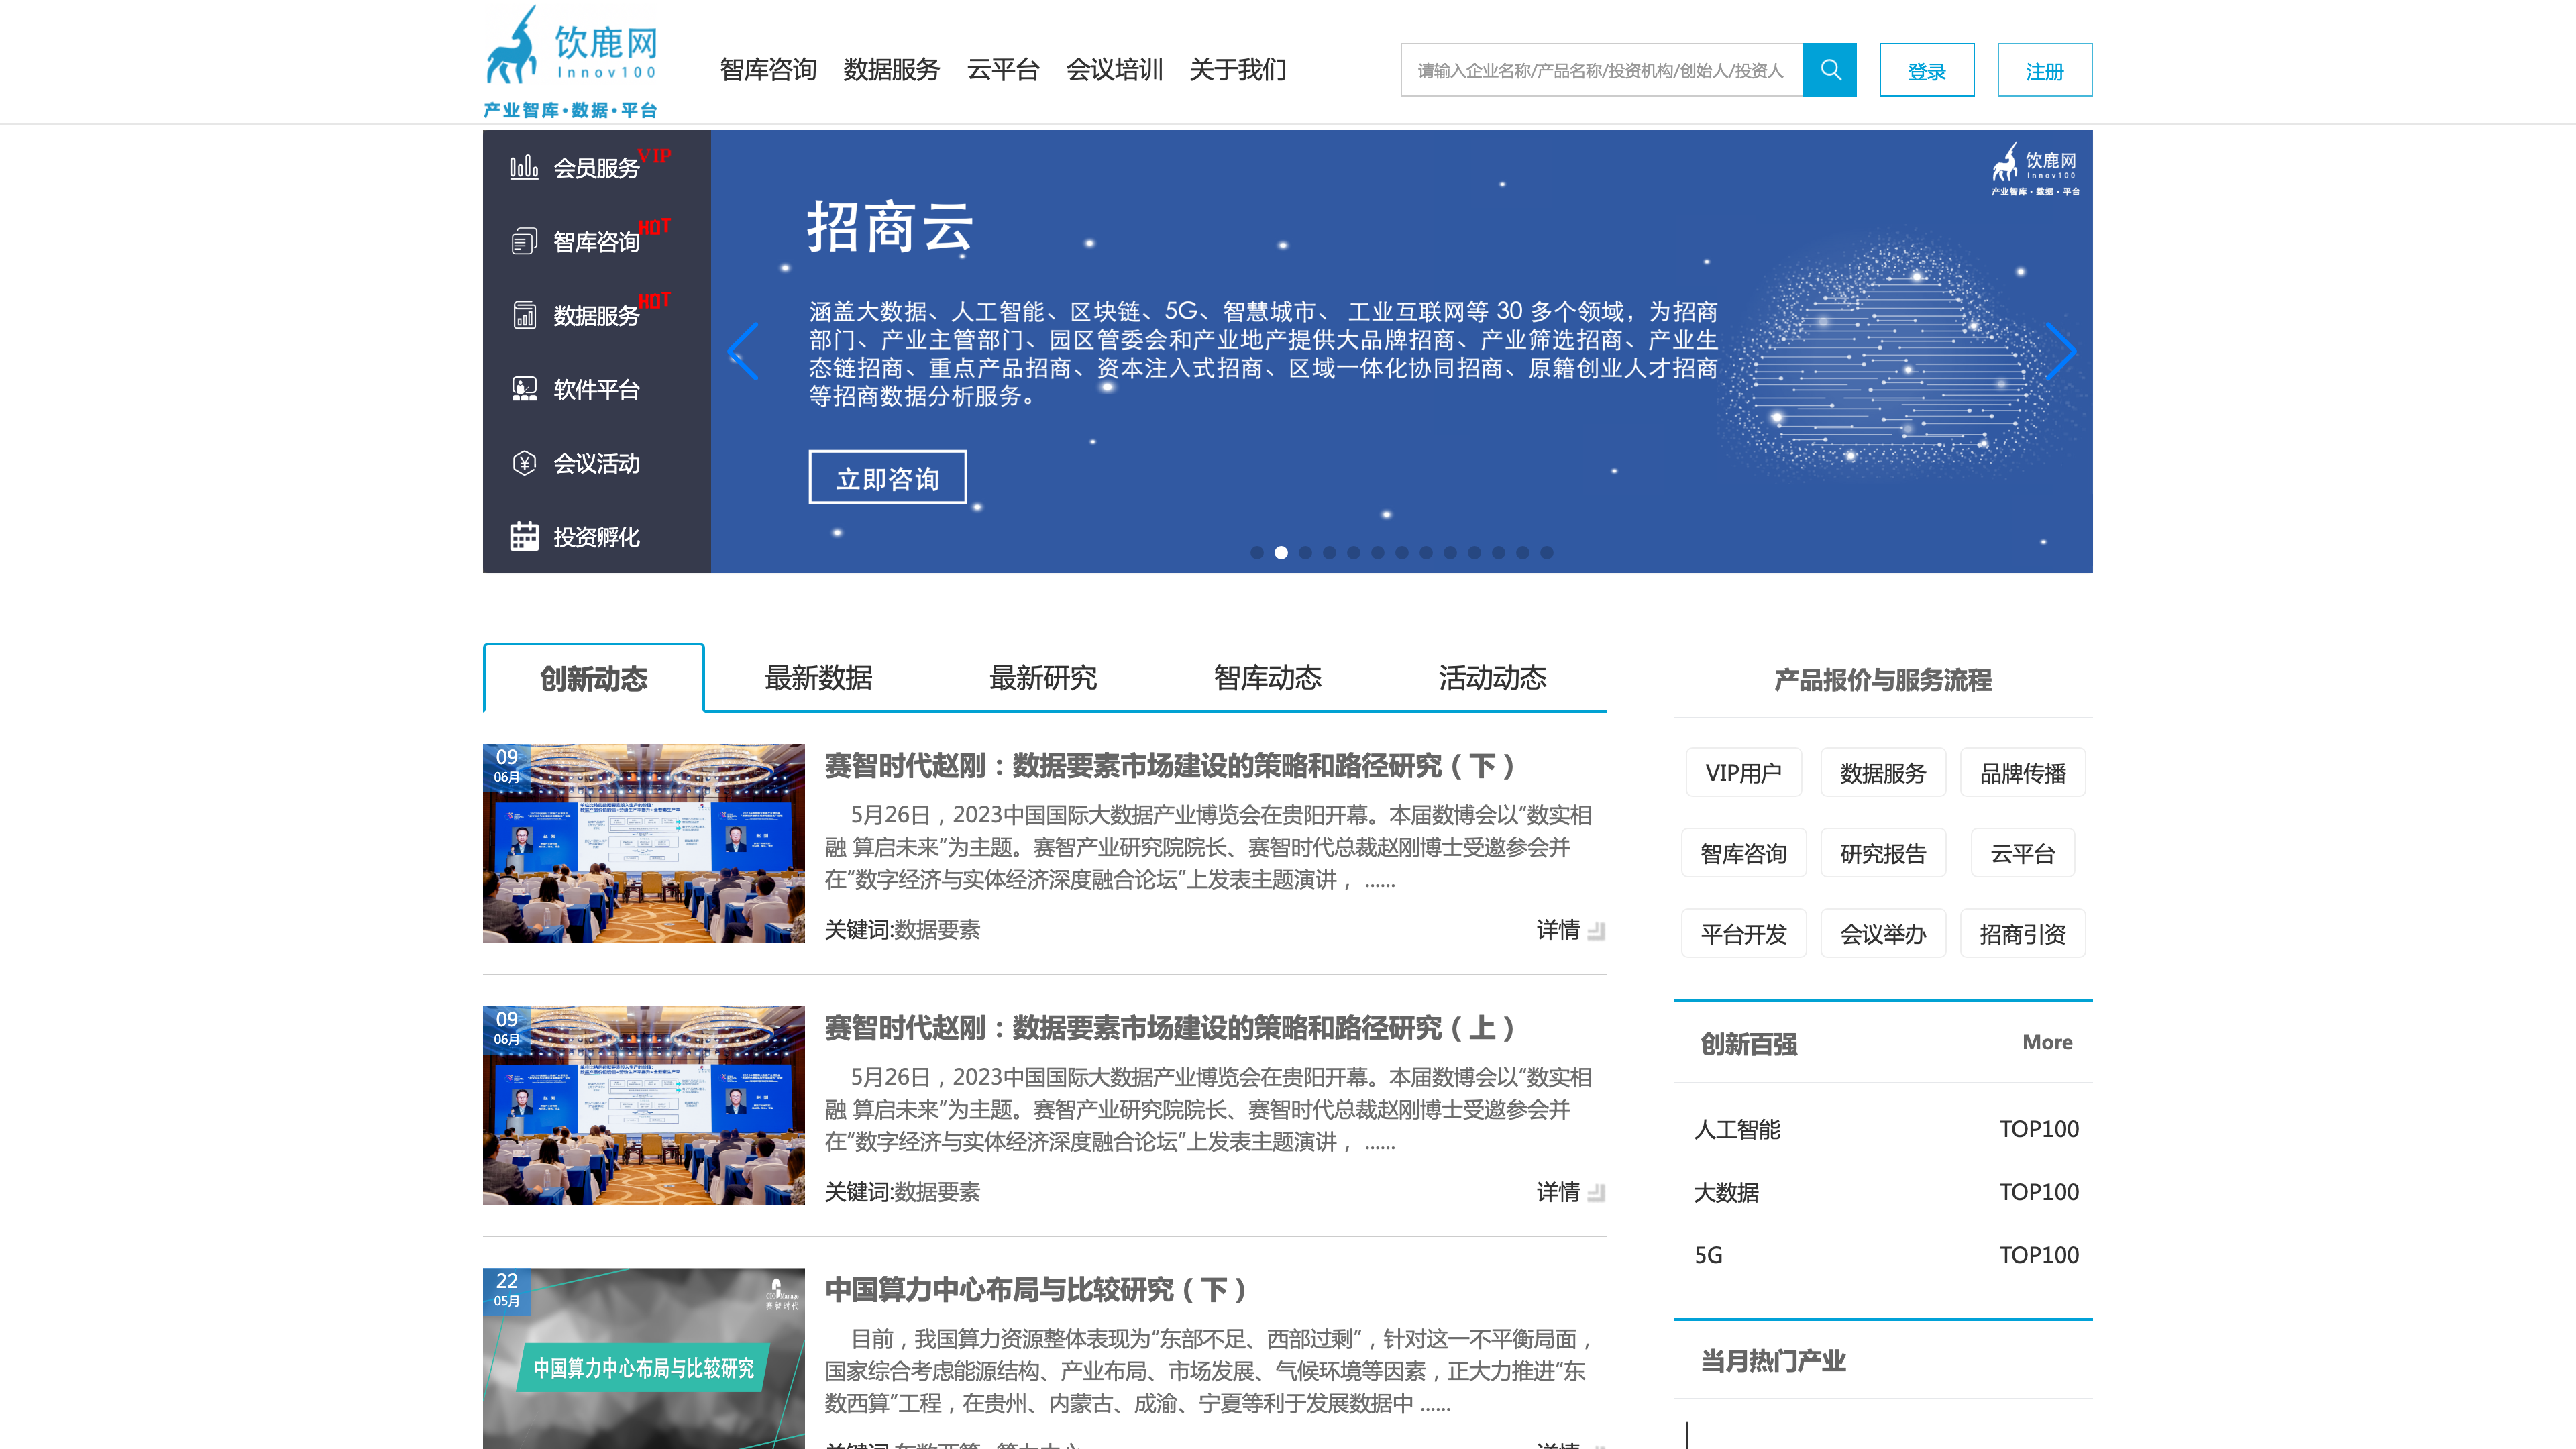 饮鹿网
Innov100
产业智库·数据·平台
智库咨询 数据服务 云平台 会议培训 关于我们
请输入企业名称/产品名称/投资机构/创始人/投资人
登录
注册
会员服务 VIP
智库咨询 HOT
数据服务 HOT
软件平台
会议活动
投资孵化
饮鹿网
Innov100
产业智库·数据·平台
招商云
涵盖大数据、人工智能、区块链、5G、智慧城市、 工业互联网等 30 多个领域，为招商
部门、产业主管部门、园区管委会和产业地产提供大品牌招商、产业筛选招商、产业生
态链招商、重点产品招商、资本注入式招商、区域一体化协同招商、原籍创业人才招商
等招商数据分析服务。
立即咨询
创新动态 最新数据 最新研究 智库动态 活动动态
09
06月
赛智时代赵刚：数据要素市场建设的策略和路径研究（下）
5月26日，2023中国国际大数据产业博览会在贵阳开幕。本届数博会以“数实相
融 算启未来”为主题。赛智产业研究院院长、赛智时代总裁赵刚博士受邀参会并
在“数字经济与实体经济深度融合论坛”上发表主题演讲， ......
关键词:数据要素
详情
09
06月
赛智时代赵刚：数据要素市场建设的策略和路径研究（上）
5月26日，2023中国国际大数据产业博览会在贵阳开幕。本届数博会以“数实相
融 算启未来”为主题。赛智产业研究院院长、赛智时代总裁赵刚博士受邀参会并
在“数字经济与实体经济深度融合论坛”上发表主题演讲， ......
关键词:数据要素
详情
22
05月
赛智时代
中国算力中心布局与比较研究
中国算力中心布局与比较研究（下）
目前，我国算力资源整体表现为“东部不足、西部过剩”，针对这一不平衡局面，
国家综合考虑能源结构、产业布局、市场发展、气候环境等因素，正大力推进“东
数西算”工程，在贵州、内蒙古、成渝、宁夏等利于发展数据中 ......
产品报价与服务流程
VIP用户 数据服务 品牌传播
智库咨询 研究报告 云平台
平台开发 会议举办 招商引资
创新百强 More
人工智能 TOP100
大数据 TOP100
5G TOP100
当月热门产业